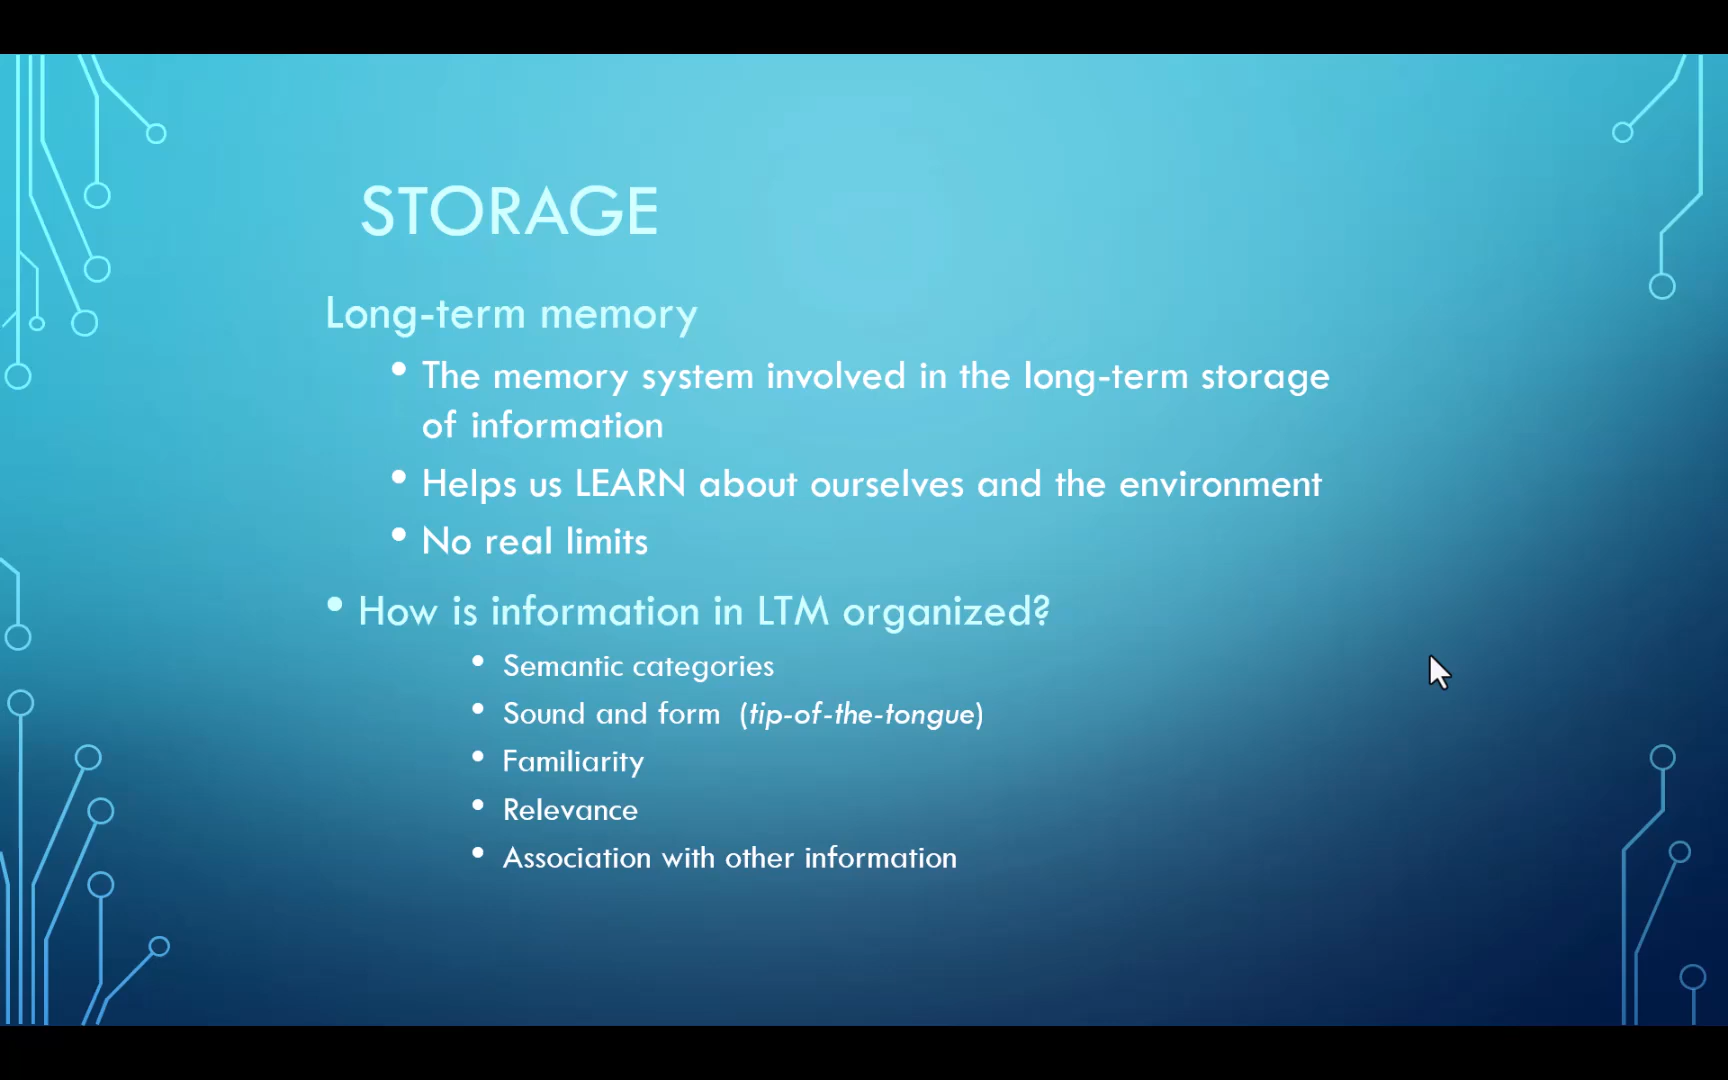 STORAGE
Long-term memory
• The memory system involved in the long-term storage
of information
• Helps us LEARN about ourselves and the environment
• No real limits
• How is information in LTM organized?
• Semantic categories
• Sound and form (tip-of-the-tongue)
• Familiarity
• Relevance
• Association with other information